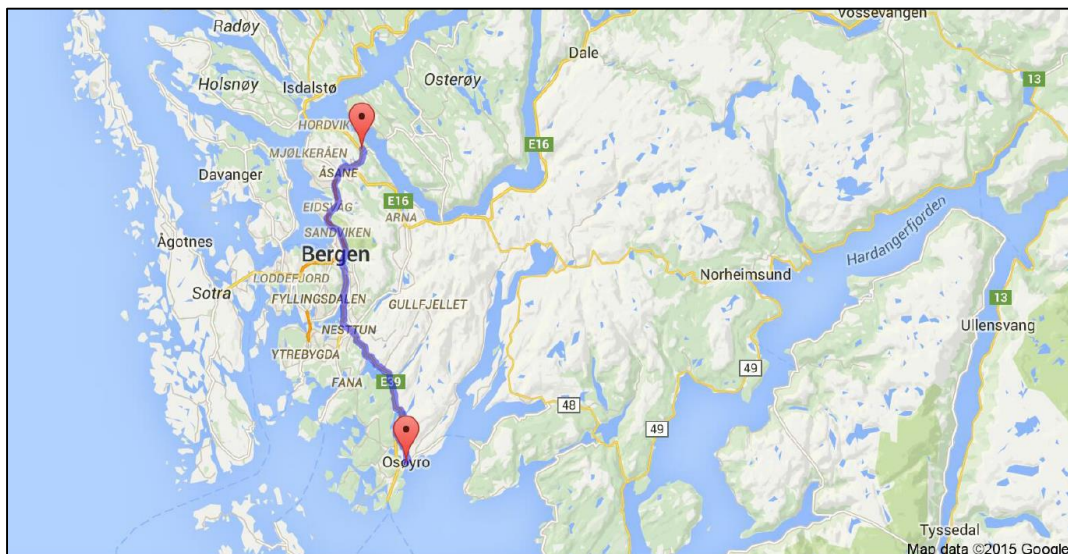 Radøy
Vossevangen
Dale
Osterøy
13
Holsnøy
Isdalstø
HORDVIK
E16
MJØLKERÅEN
Davanger
ÅSANE
E16
EIDSVÅG
ARNA
SANDVIKEN
Ågotnes
Bergen
Hardangerfjorden
LODDEFJORD
Norheimsund
Sotra
FYLLINGSDALEN
GULLFJELLET
13
NESTTUN
Ullensvang
YTREBYGDA
49
FANA
E39
48
49
Osøyro
Tyssedal
Map data ©2015 Google